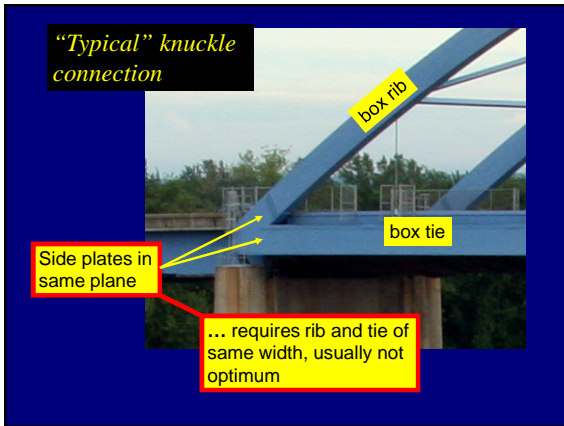 “Typical” knuckle
connection
box rib
box tie
Side plates in
same plane
... requires rib and tie of
same width, usually not
optimum